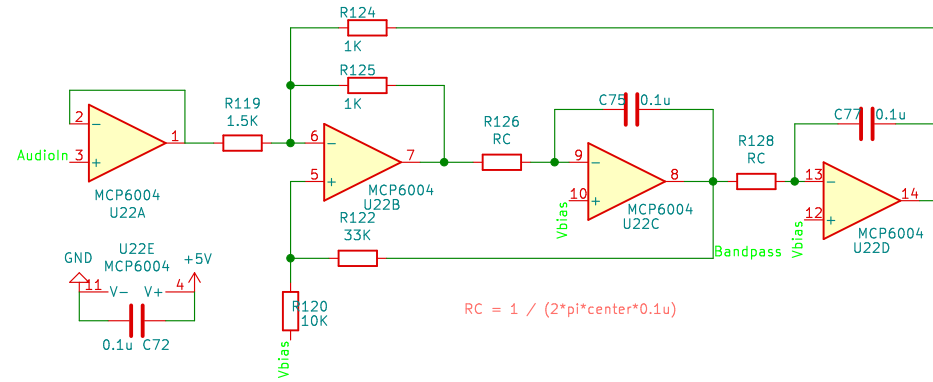 R124
1K
R125
1K
R119
1.5K
2
1
3
AudioIn
MCP6004
U22A
6
7
5
MCP6004
U22B
R126
RC
C75 0.1u
9
8
10
MCP6004
U22C
Vbias
R128
RC
C77 0.1u
13
14
12
MCP6004
U22D
Vbias
Bandpass
R122
33K
R120
10K
Vbias
GND
U22E
MCP6004
+5V
11
V-
V+
4
0.1u C72
RC = 1 / (2*pi*center*0.1u)